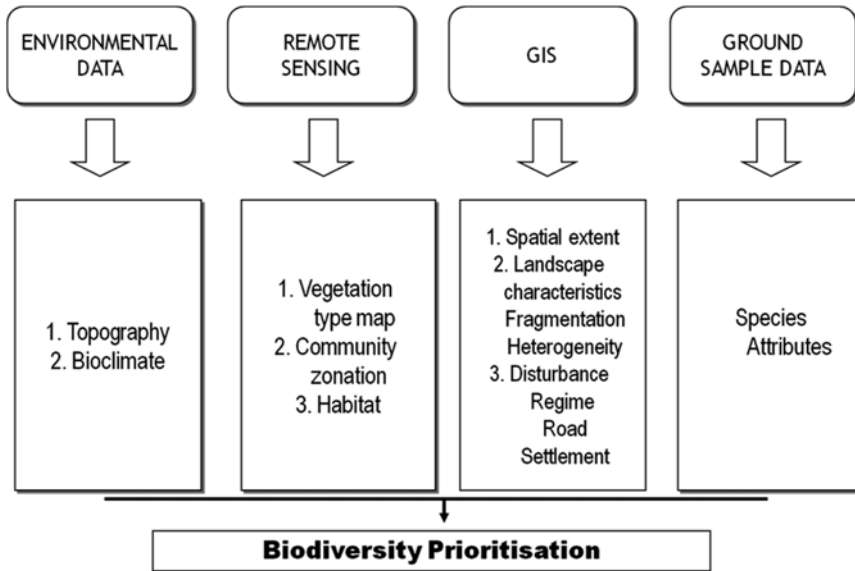 ENVIRONMENTAL
DATA
REMOTE
SENSING
GIS
GROUND
SAMPLE DATA
1. Topography
2. Bioclimate
1. Vegetation
type map
2. Community
zonation
3. Habitat
1. Spatial extent
2. Landscape
characteristics
Fragmentation
Heterogeneity
3. Disturbance
Regime
Road
Settlement
Species
Attributes
Biodiversity Prioritisation